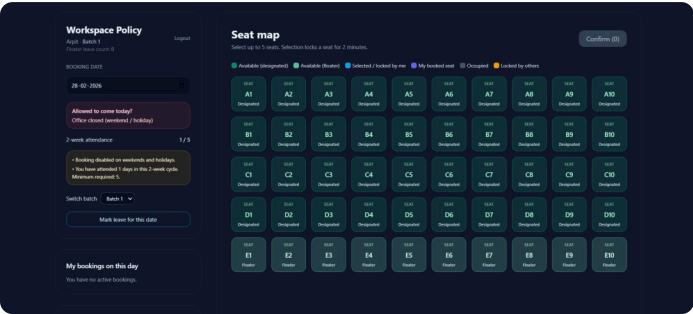 Workspace Policy
Arpit · Batch 1
Floater leave count: 8
Logout
BOOKING DATE
28-02-2026
Allowed to come today?
Office closed (weekend / holiday)
2-week attendance 1 / 5
• Booking disabled on weekends and holidays.
• You have attended 1 days in this 2-week cycle. Minimum required: 5.
Switch batch Batch 1
Mark leave for this date
My bookings on this day
You have no active bookings.
Seat map
Select up to 5 seats. Selection locks a seat for 2 minutes.
Confirm (0)
Available (designated) Available (floater) Selected / locked by me My booked seat Occupied Locked by others
SEAT SEAT SEAT SEAT SEAT SEAT SEAT SEAT SEAT SEAT
A1 A2 A3 A4 A5 A6 A7 A8 A9 A10
Designated Designated Designated Designated Designated Designated Designated Designated Designated Designated
SEAT SEAT SEAT SEAT SEAT SEAT SEAT SEAT SEAT SEAT
B1 B2 B3 B4 B5 B6 B7 B8 B9 B10
Designated Designated Designated Designated Designated Designated Designated Designated Designated Designated
SEAT SEAT SEAT SEAT SEAT SEAT SEAT SEAT SEAT SEAT
C1 C2 C3 C4 C5 C6 C7 C8 C9 C10
Designated Designated Designated Designated Designated Designated Designated Designated Designated Designated
SEAT SEAT SEAT SEAT SEAT SEAT SEAT SEAT SEAT SEAT
D1 D2 D3 D4 D5 D6 D7 D8 D9 D10
Designated Designated Designated Designated Designated Designated Designated Designated Designated Designated
SEAT SEAT SEAT SEAT SEAT SEAT SEAT SEAT SEAT SEAT
E1 E2 E3 E4 E5 E6 E7 E8 E9 E10
Floater Floater Floater Floater Floater Floater Floater Floater Floater Floater